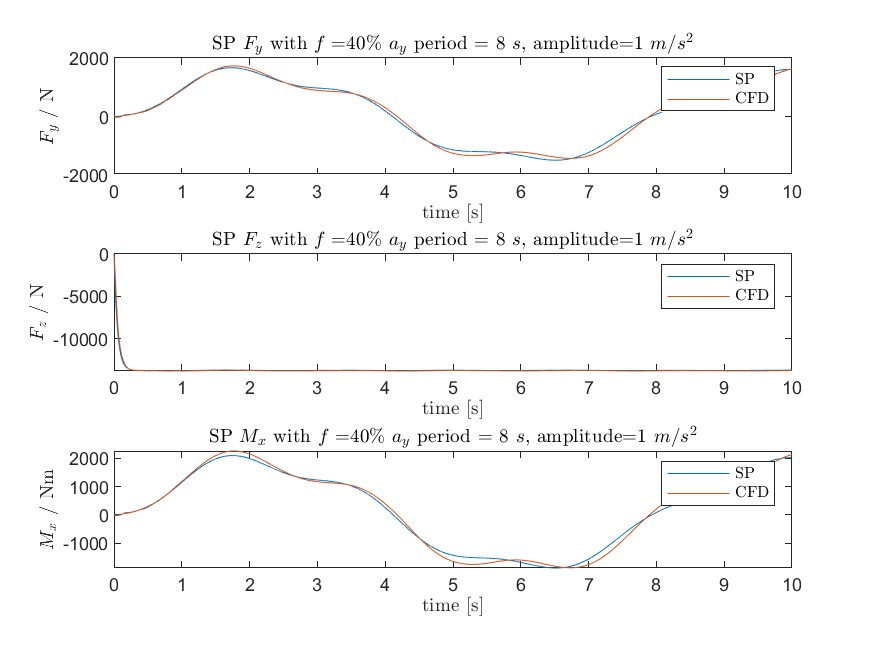 SP F_y with f =40% a_y period = 8 s, amplitude=1 m/s^2
2000
0
-2000
F_y / N
SP
CFD
0 1 2 3 4 5 6 7 8 9 10
time [s]
SP F_z with f =40% a_y period = 8 s, amplitude=1 m/s^2
0
-5000
-10000
F_z / N
SP
CFD
0 1 2 3 4 5 6 7 8 9 10
time [s]
SP M_x with f =40% a_y period = 8 s, amplitude=1 m/s^2
2000
1000
0
-1000
M_x / Nm
SP
CFD
0 1 2 3 4 5 6 7 8 9 10
time [s]